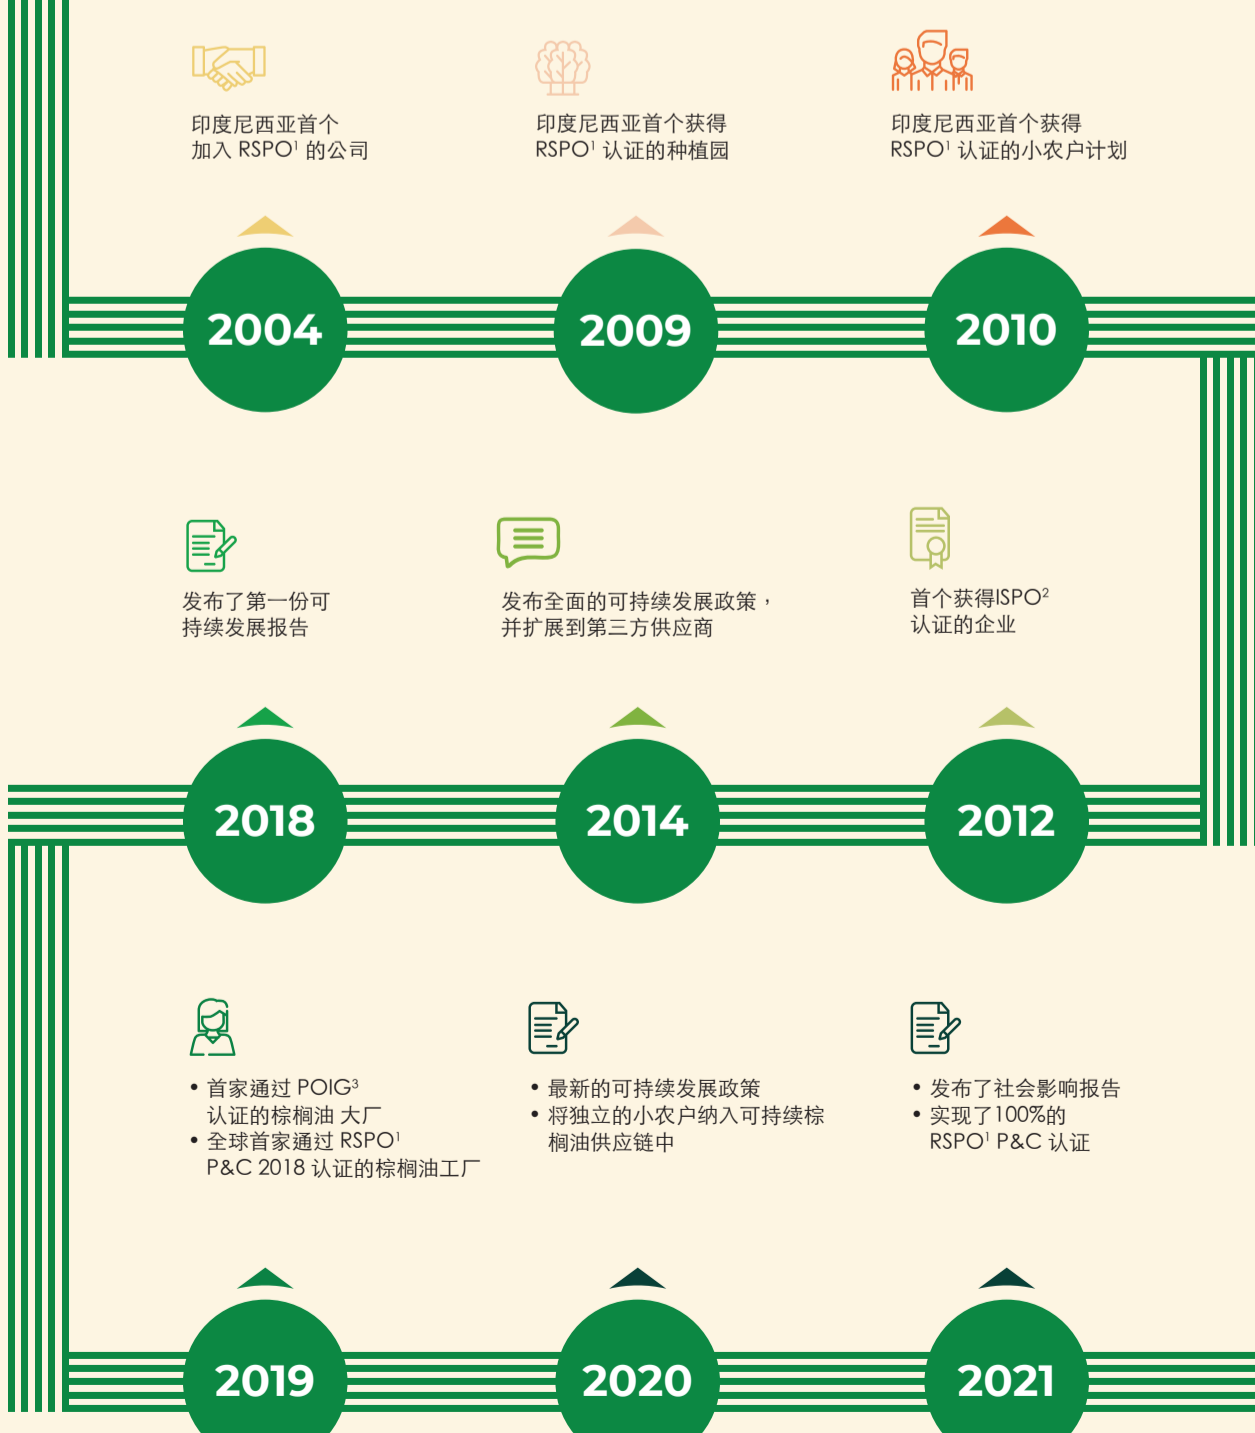 印度尼西亚首个
加入 RSPO¹ 的公司
印度尼西亚首个获得
RSPO¹ 认证的种植园
印度尼西亚首个获得
RSPO¹ 认证的小农户计划
2004
2009
2010
发布了第一份可
持续发展报告
发布全面的可持续发展政策，
并扩展到第三方供应商
首个获得ISPO²
认证的企业
2018
2014
2012
• 首家通过 POIG³
认证的棕榈油 大厂
• 全球首家通过 RSPO¹
P&C 2018 认证的棕榈油工厂
• 最新的可持续发展政策
• 将独立的小农户纳入可持续棕
榈油供应链中
• 发布了社会影响报告
• 实现了100%的
RSPO¹ P&C 认证
2019
2020
2021